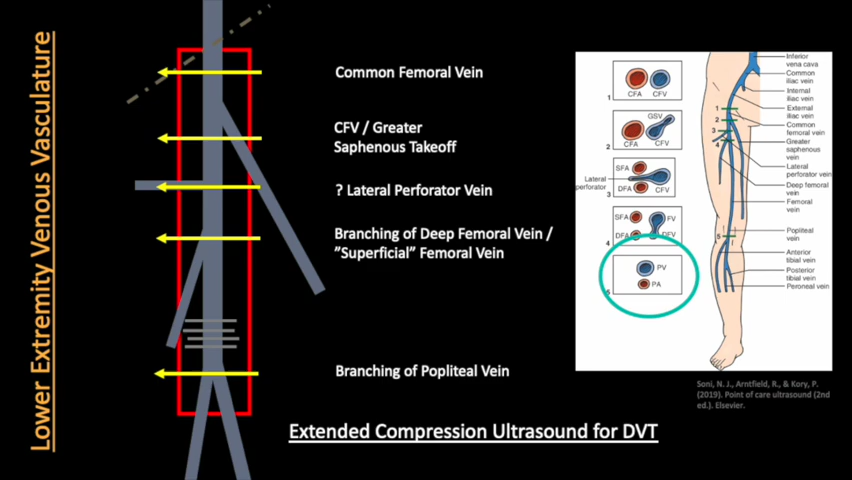 Lower Extremity Venous Vasculature
Common Femoral Vein
CFV / Greater
Saphenous Takeoff
? Lateral Perforator Vein
Branching of Deep Femoral Vein /
”Superficial” Femoral Vein
Branching of Popliteal Vein
Extended Compression Ultrasound for DVT
CFA CFV
1
GSV
CFA CFV
2
SFA
Lateral
perforator
DFA CFV
3
SFA FV
DFA DFV
4
PV
PA
5
1
2
3
4
5
Inferior
vena cava
Common
iliac vein
Internal
iliac vein
External
iliac vein
Common
femoral vein
Greater
saphenous
vein
Lateral
perforator vein
Deep femoral
vein
Femoral
vein
Popliteal
vein
Anterior
tibial vein
Posterior
tibial vein
Peroneal vein
Soni, N. J., Arntfield, R., & Kory, P.
(2019). Point of care ultrasound (2nd
ed.). Elsevier.